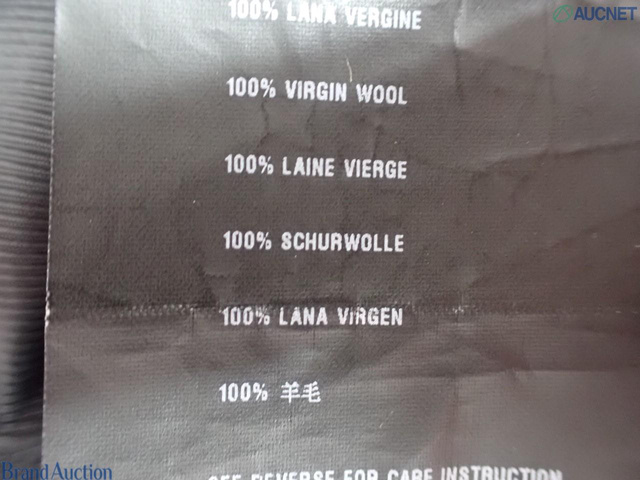 AUCNET
100% LANA VERGINE
100% VIRGIN WOOL
100% LAINE VIERGE
100% SCHURWOLLE
100% LANA VIRGEN
100% 羊毛
SEE REVERSE FOR CARE INSTRUCTION
BrandAuction